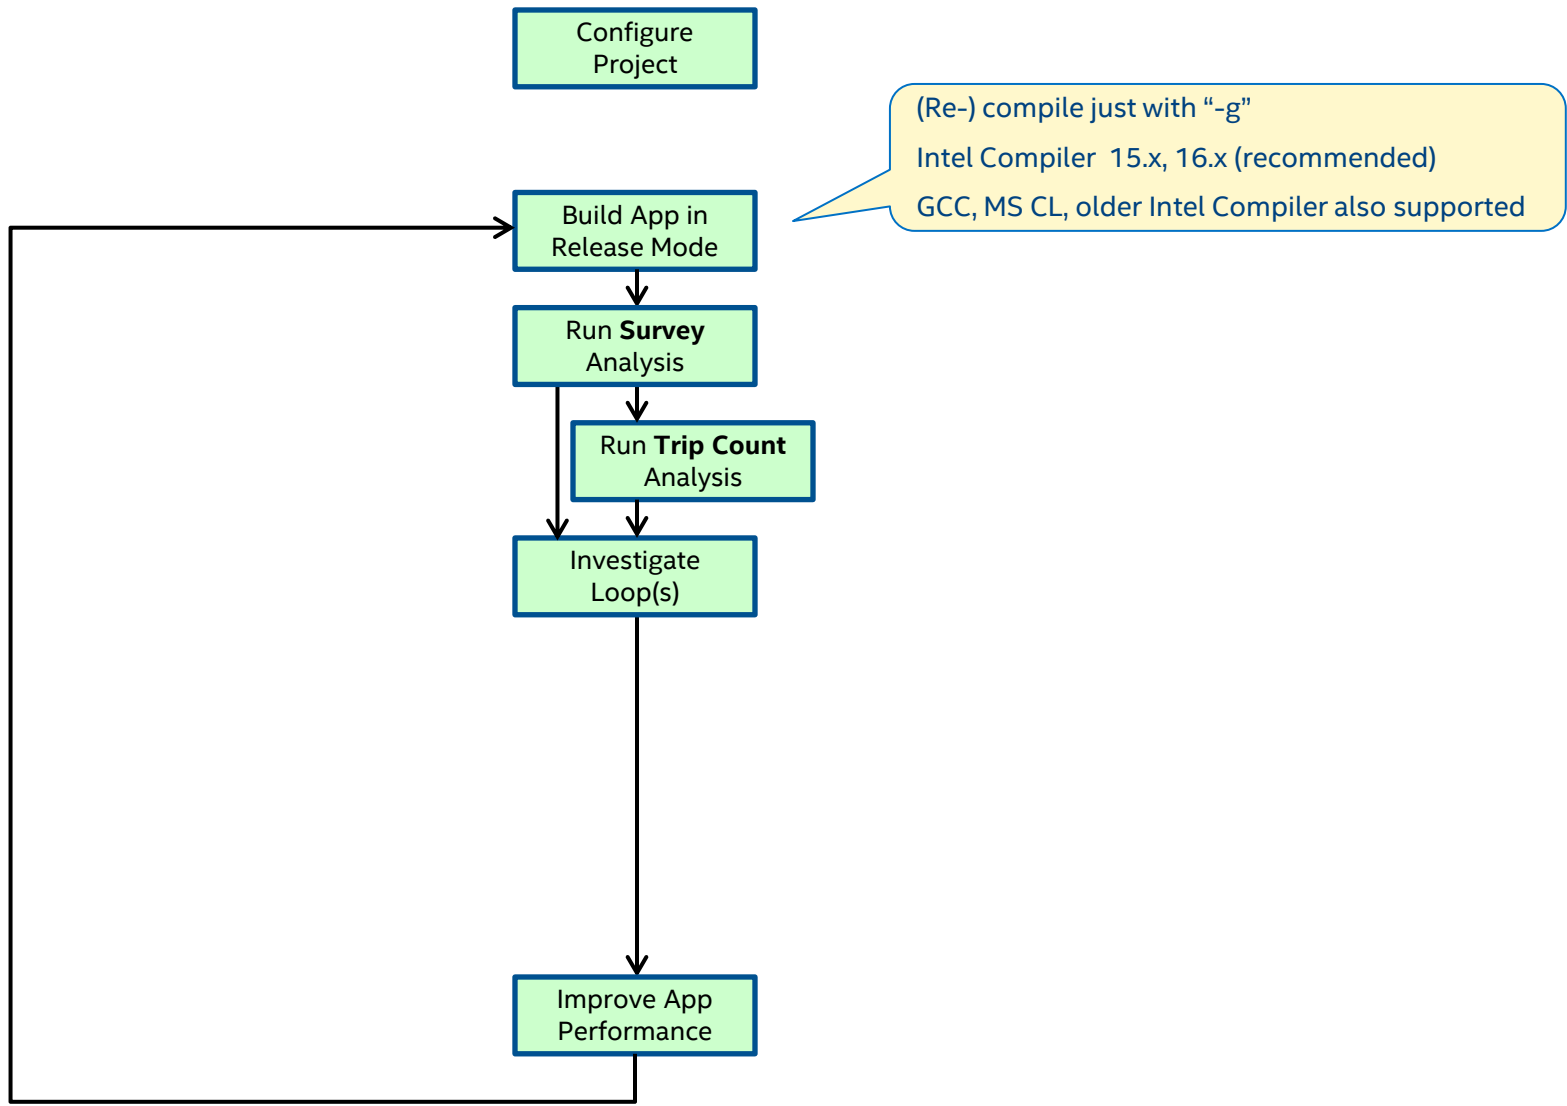 Configure
Project
(Re-) compile just with “-g”
Intel Compiler  15.x, 16.x (recommended)
GCC, MS CL, older Intel Compiler also supported
Build App in
Release Mode
Run Survey
Analysis
Run Trip Count
Analysis
Investigate
Loop(s)
Improve App
Performance